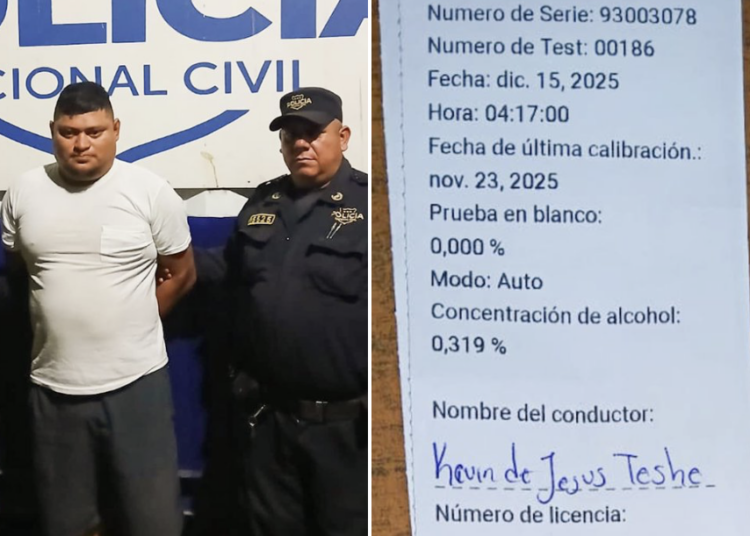 POLICIA
CIONAL CIVIL
POLICIA
POLICIA
Numero de Serie: 93003078
Numero de Test: 00186
Fecha: dic. 15, 2025
Hora: 04:17:00
Fecha de última calibración.:
nov. 23, 2025
Prueba en blanco:
0,000 %
Modo: Auto
Concentración de alcohol:
0,319 %
Nombre del conductor:
Kevin de Jesus Teshe
Número de licencia: